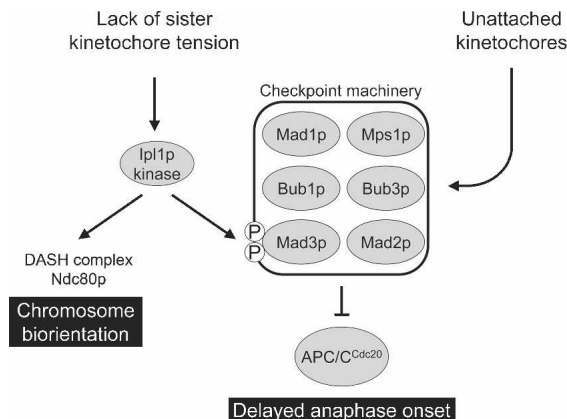 Lack of sister
kinetochore tension
Unattached
kinetochores
Checkpoint machinery
Mad1p
Mps1p
Ipl1p
kinase
Bub1p
Bub3p
P
P
Mad3p
Mad2p
DASH complex
Ndc80p
Chromosome
biorientation
APC/CCdc20
Delayed anaphase onset